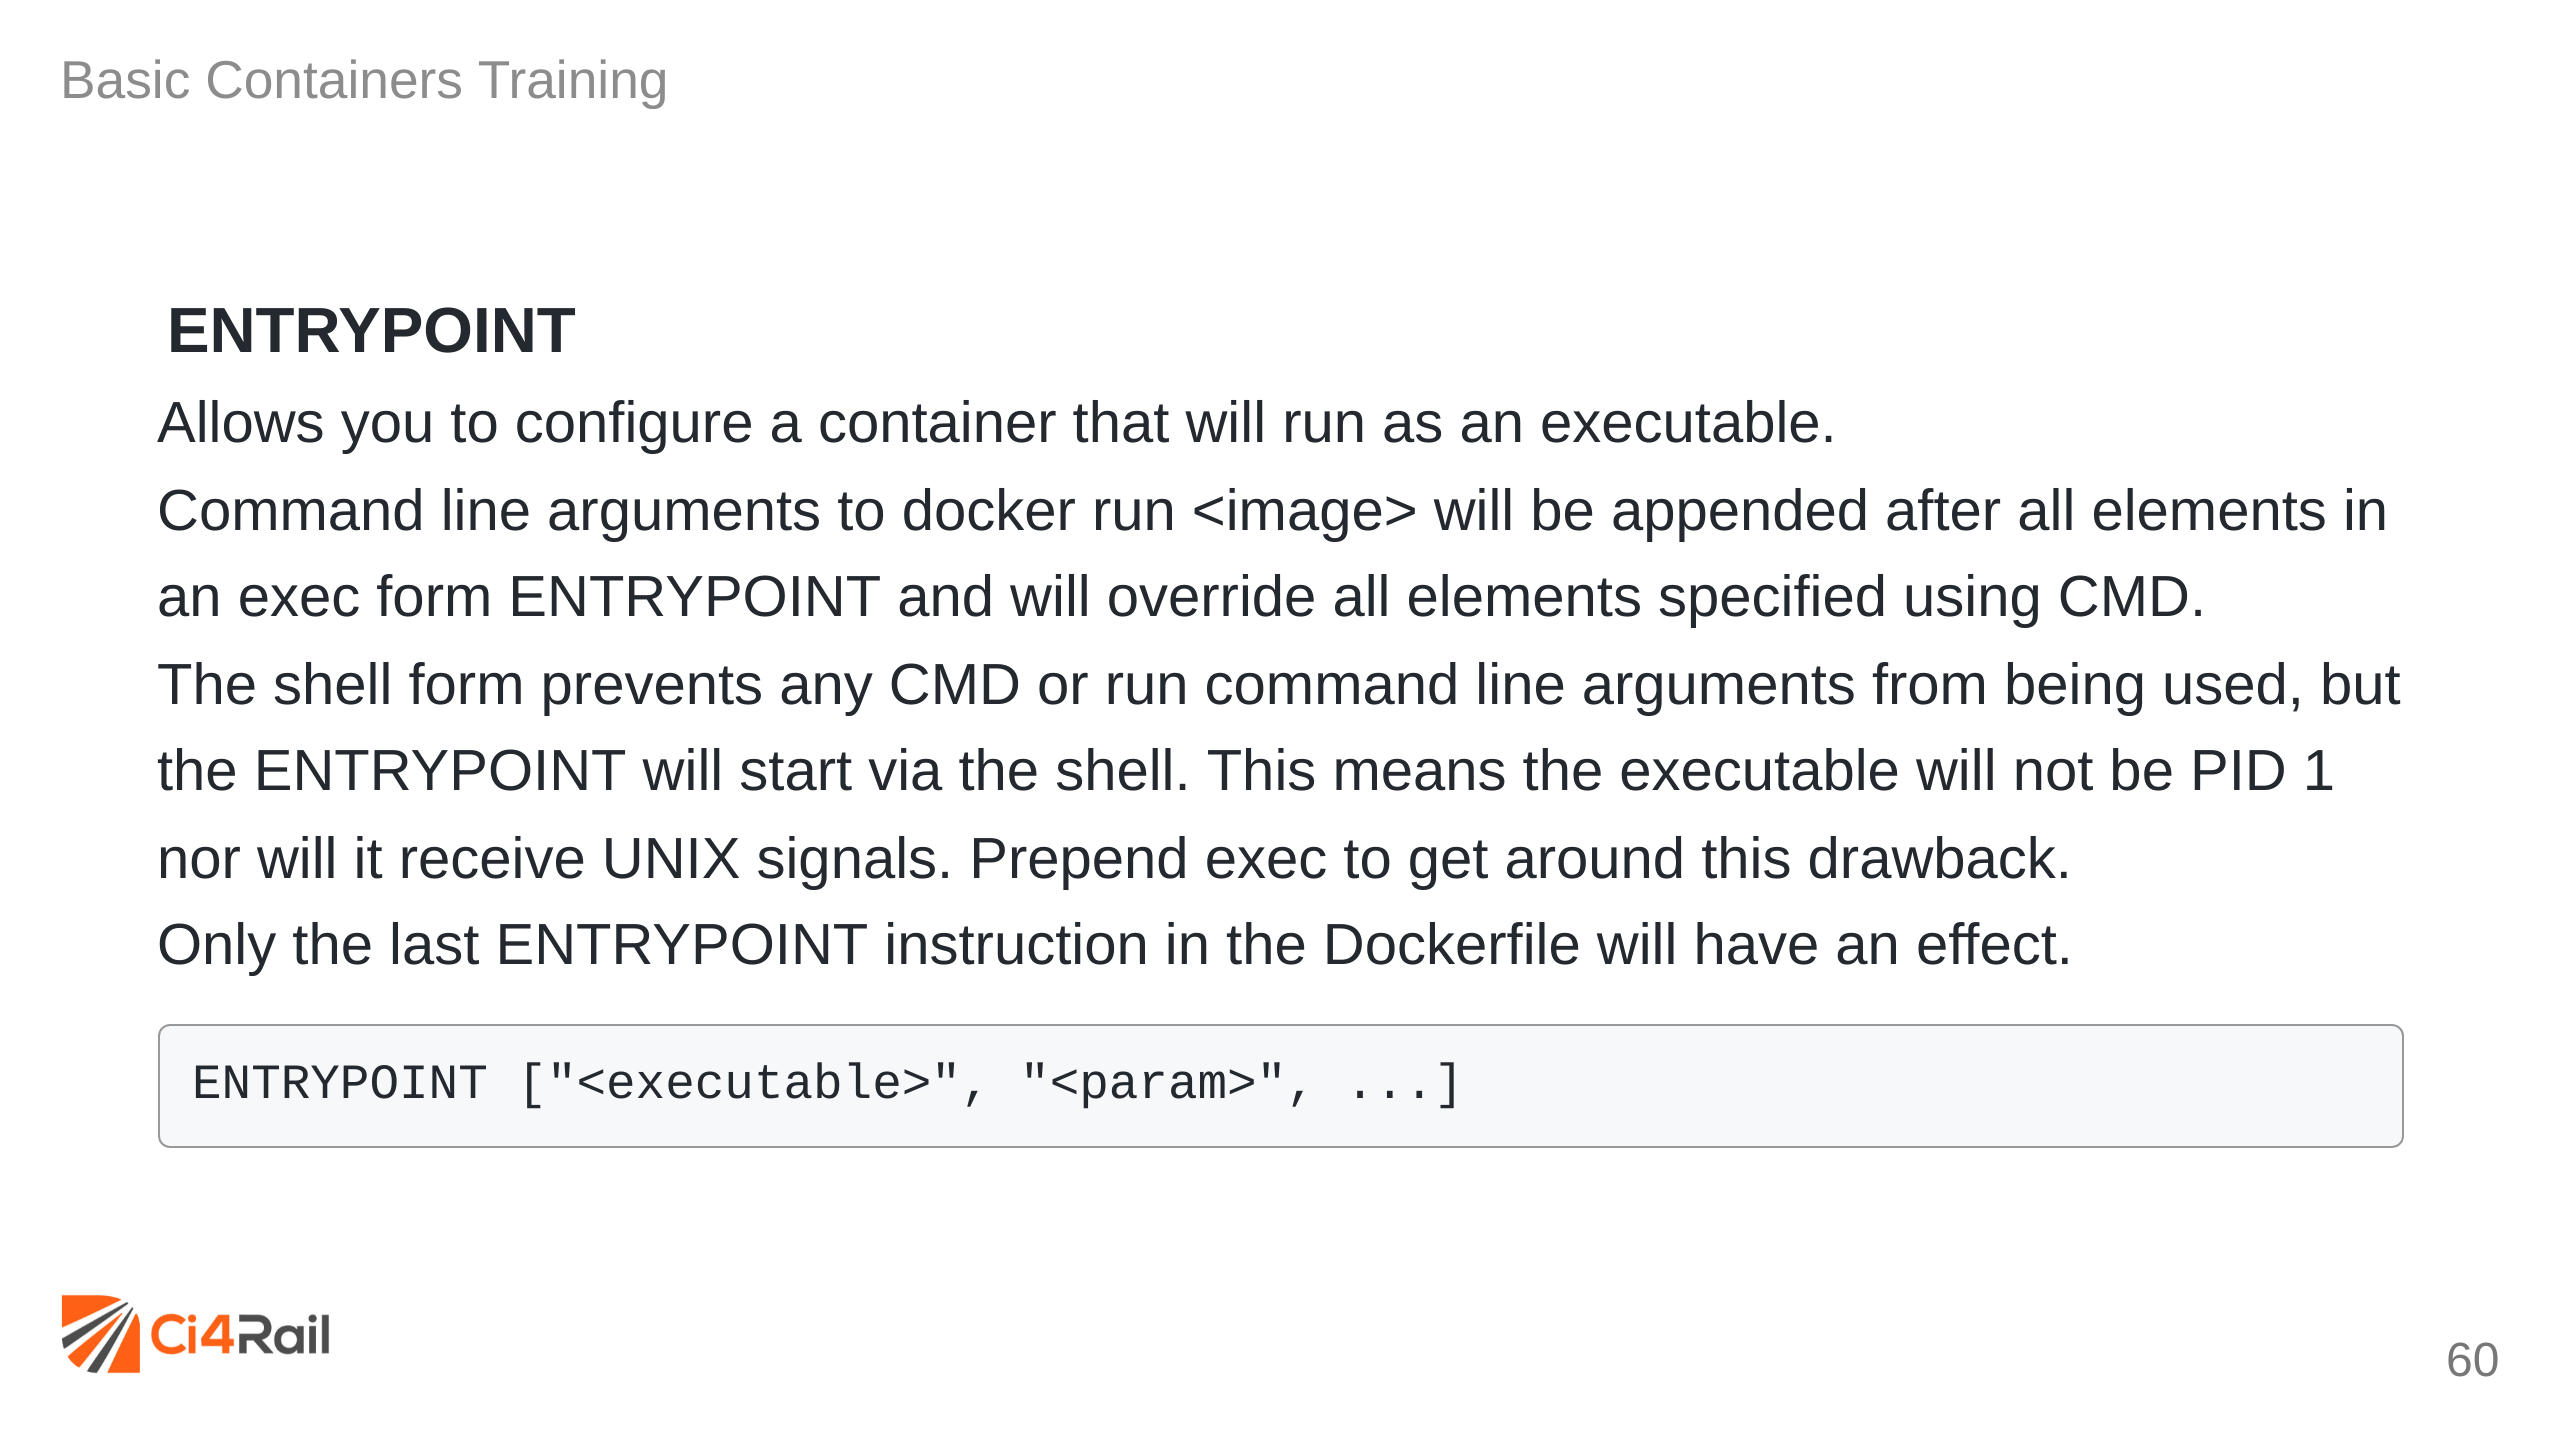 Basic Containers Training
ENTRYPOINT
Allows you to configure a container that will run as an executable.
Command line arguments to docker run <image> will be appended after all elements in
an exec form ENTRYPOINT and will override all elements specified using CMD.
The shell form prevents any CMD or run command line arguments from being used, but
the ENTRYPOINT will start via the shell. This means the executable will not be PID 1
nor will it receive UNIX signals. Prepend exec to get around this drawback.
Only the last ENTRYPOINT instruction in the Dockerfile will have an effect.
ENTRYPOINT ["<executable>", "<param>", ...]
Ci4Rail
60